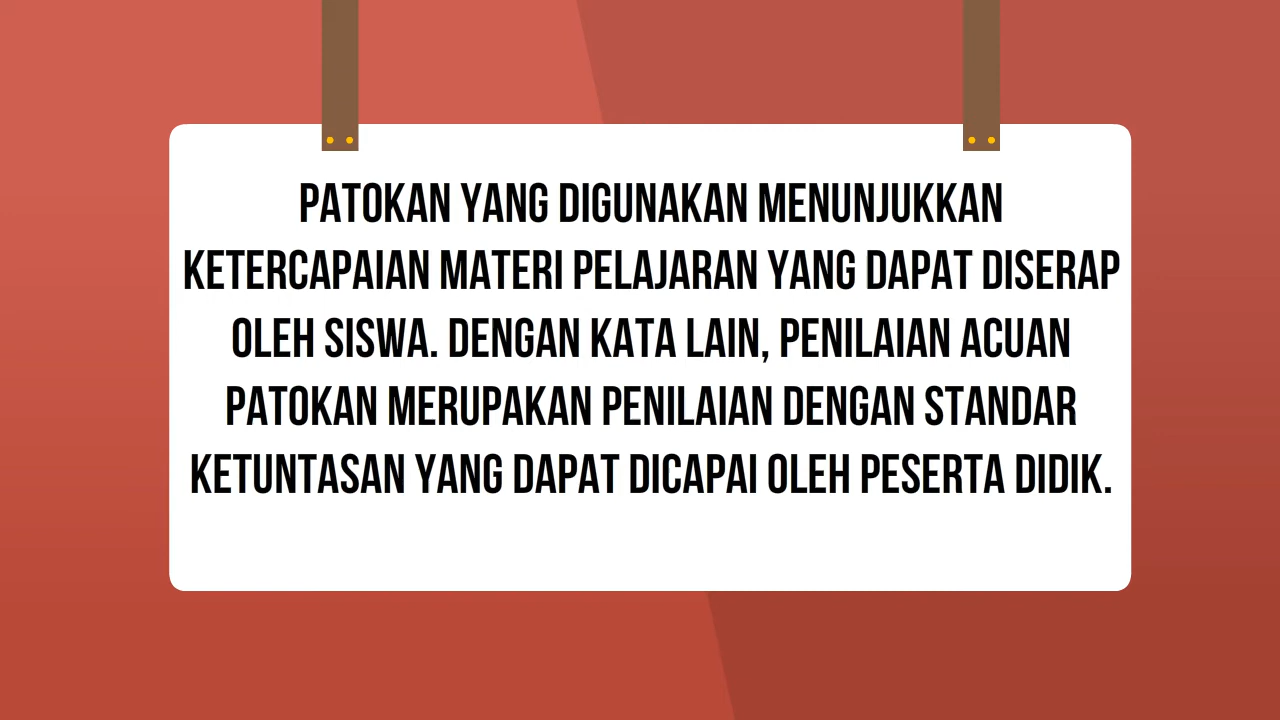 PATOKAN YANG DIGUNAKAN MENUNJUKKAN
KETERCAPAIAN MATERI PELAJARAN YANG DAPAT DISERAP
OLEH SISWA. DENGAN KATA LAIN, PENILAIAN ACUAN
PATOKAN MERUPAKAN PENILAIAN DENGAN STANDAR
KETUNTASAN YANG DAPAT DICAPAI OLEH PESERTA DIDIK.